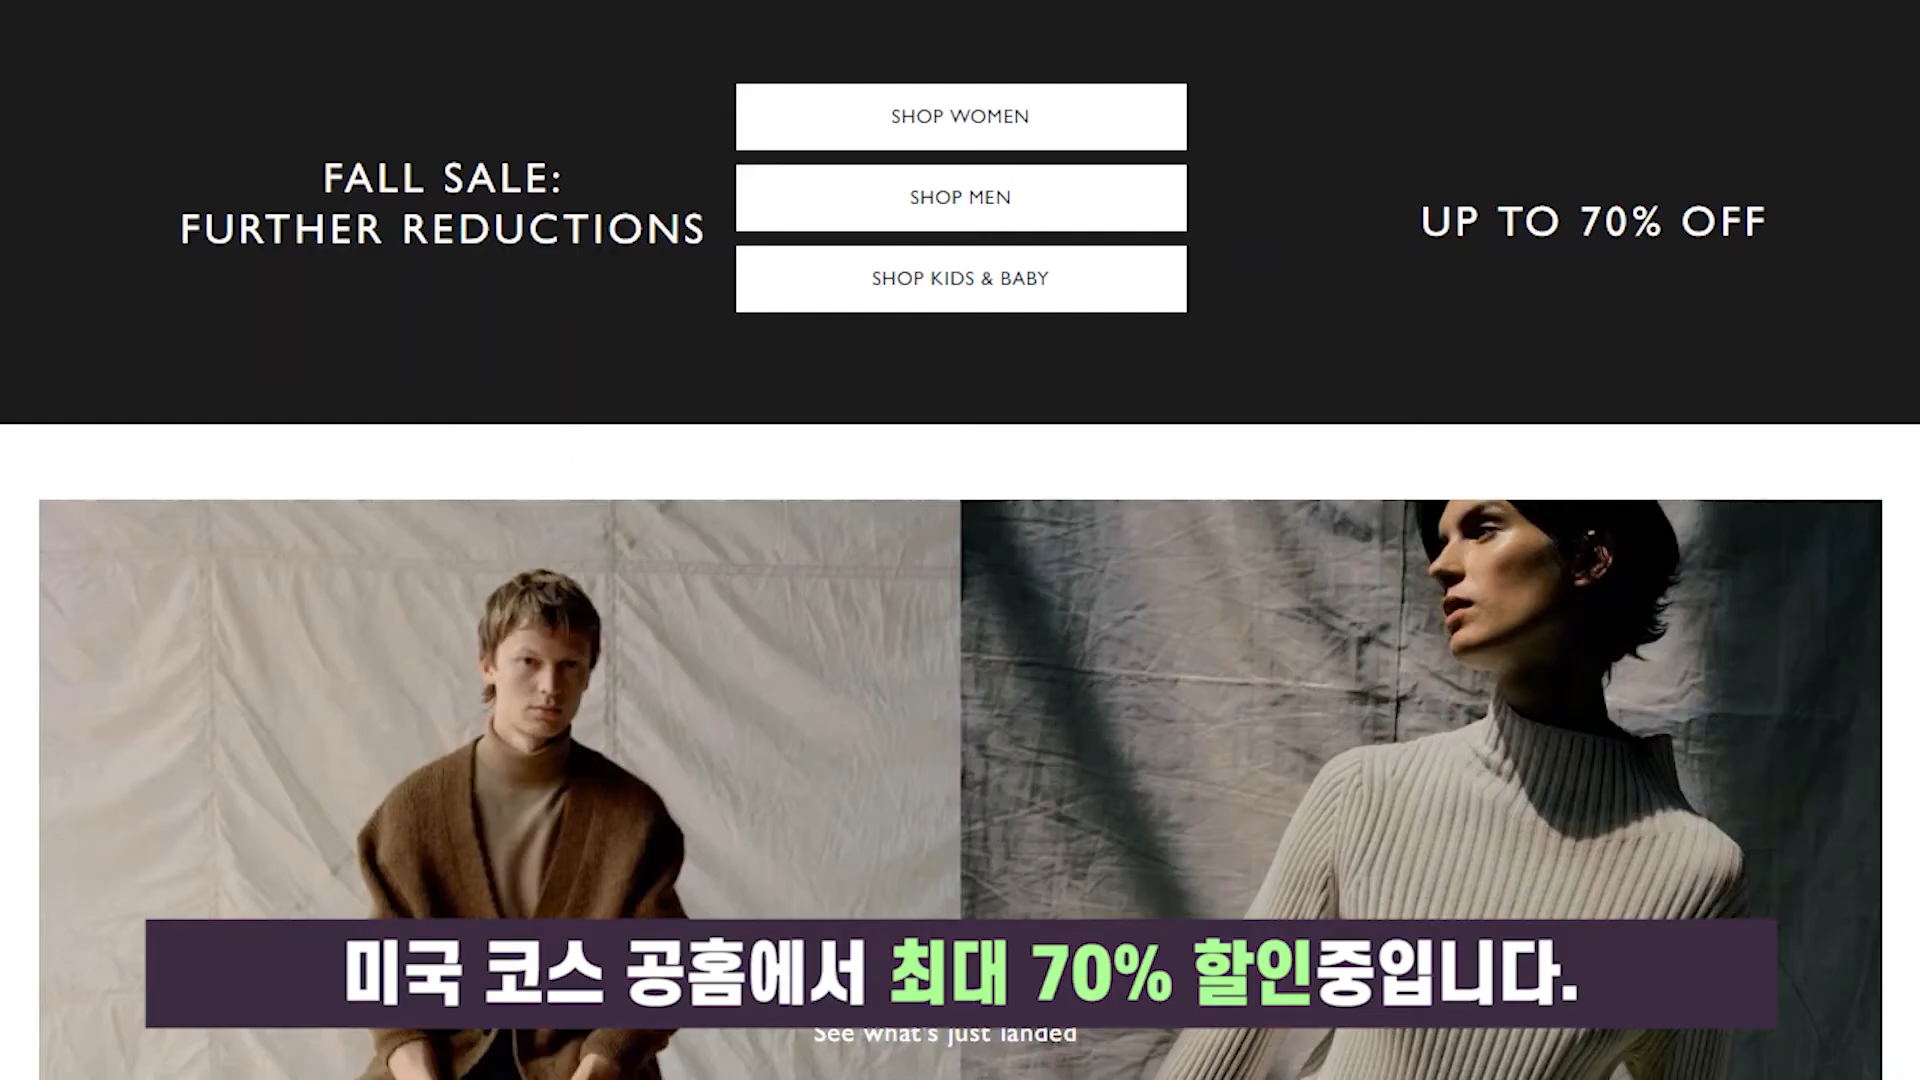 SHOP WOMEN
FALL SALE:
FURTHER REDUCTIONS
SHOP MEN
UP TO 70% OFF
SHOP KIDS & BABY
미국 코스 공홈에서 최대 70% 할인중입니다.
See what's just landed